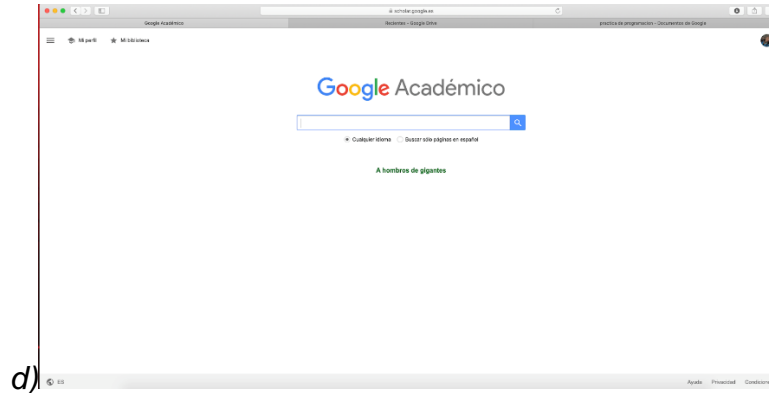 scholar.google.es
Google Académico
Recientes - Google Drive
practica de programacion - Documentos de Google
Mi perfil
Mi biblioteca
Google Académico
Cualquier idioma
Buscar sólo páginas en español
A hombros de gigantes
d)
ES
Ayuda
Privacidad